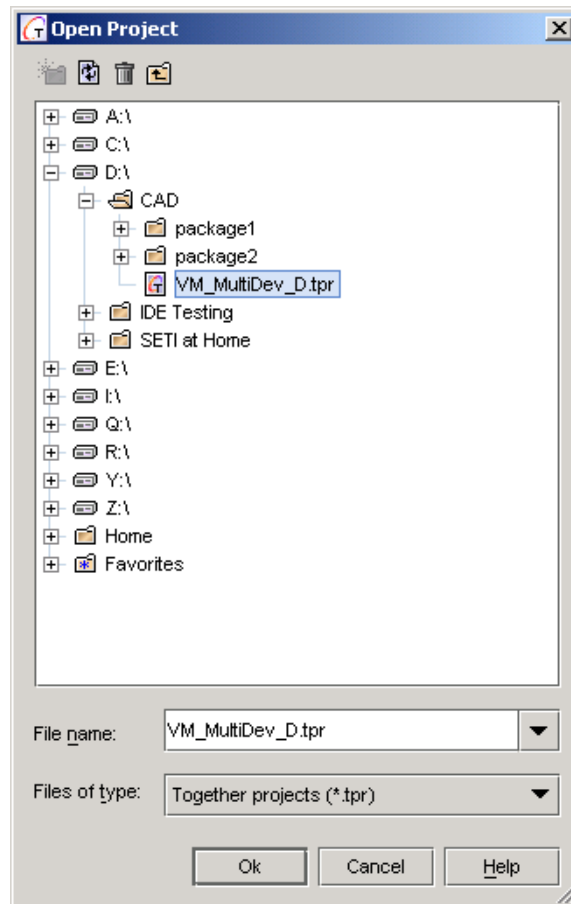 Open Project
A:\
C:\
D:\
CAD
package1
package2
VM_MultiDev_D.tpr
IDE Testing
SETI at Home
E:\
I:\
Q:\
R:\
Y:\
Z:\
Home
Favorites
File name: VM_MultiDev_D.tpr
Files of type: Together projects (*.tpr)
Ok Cancel Help